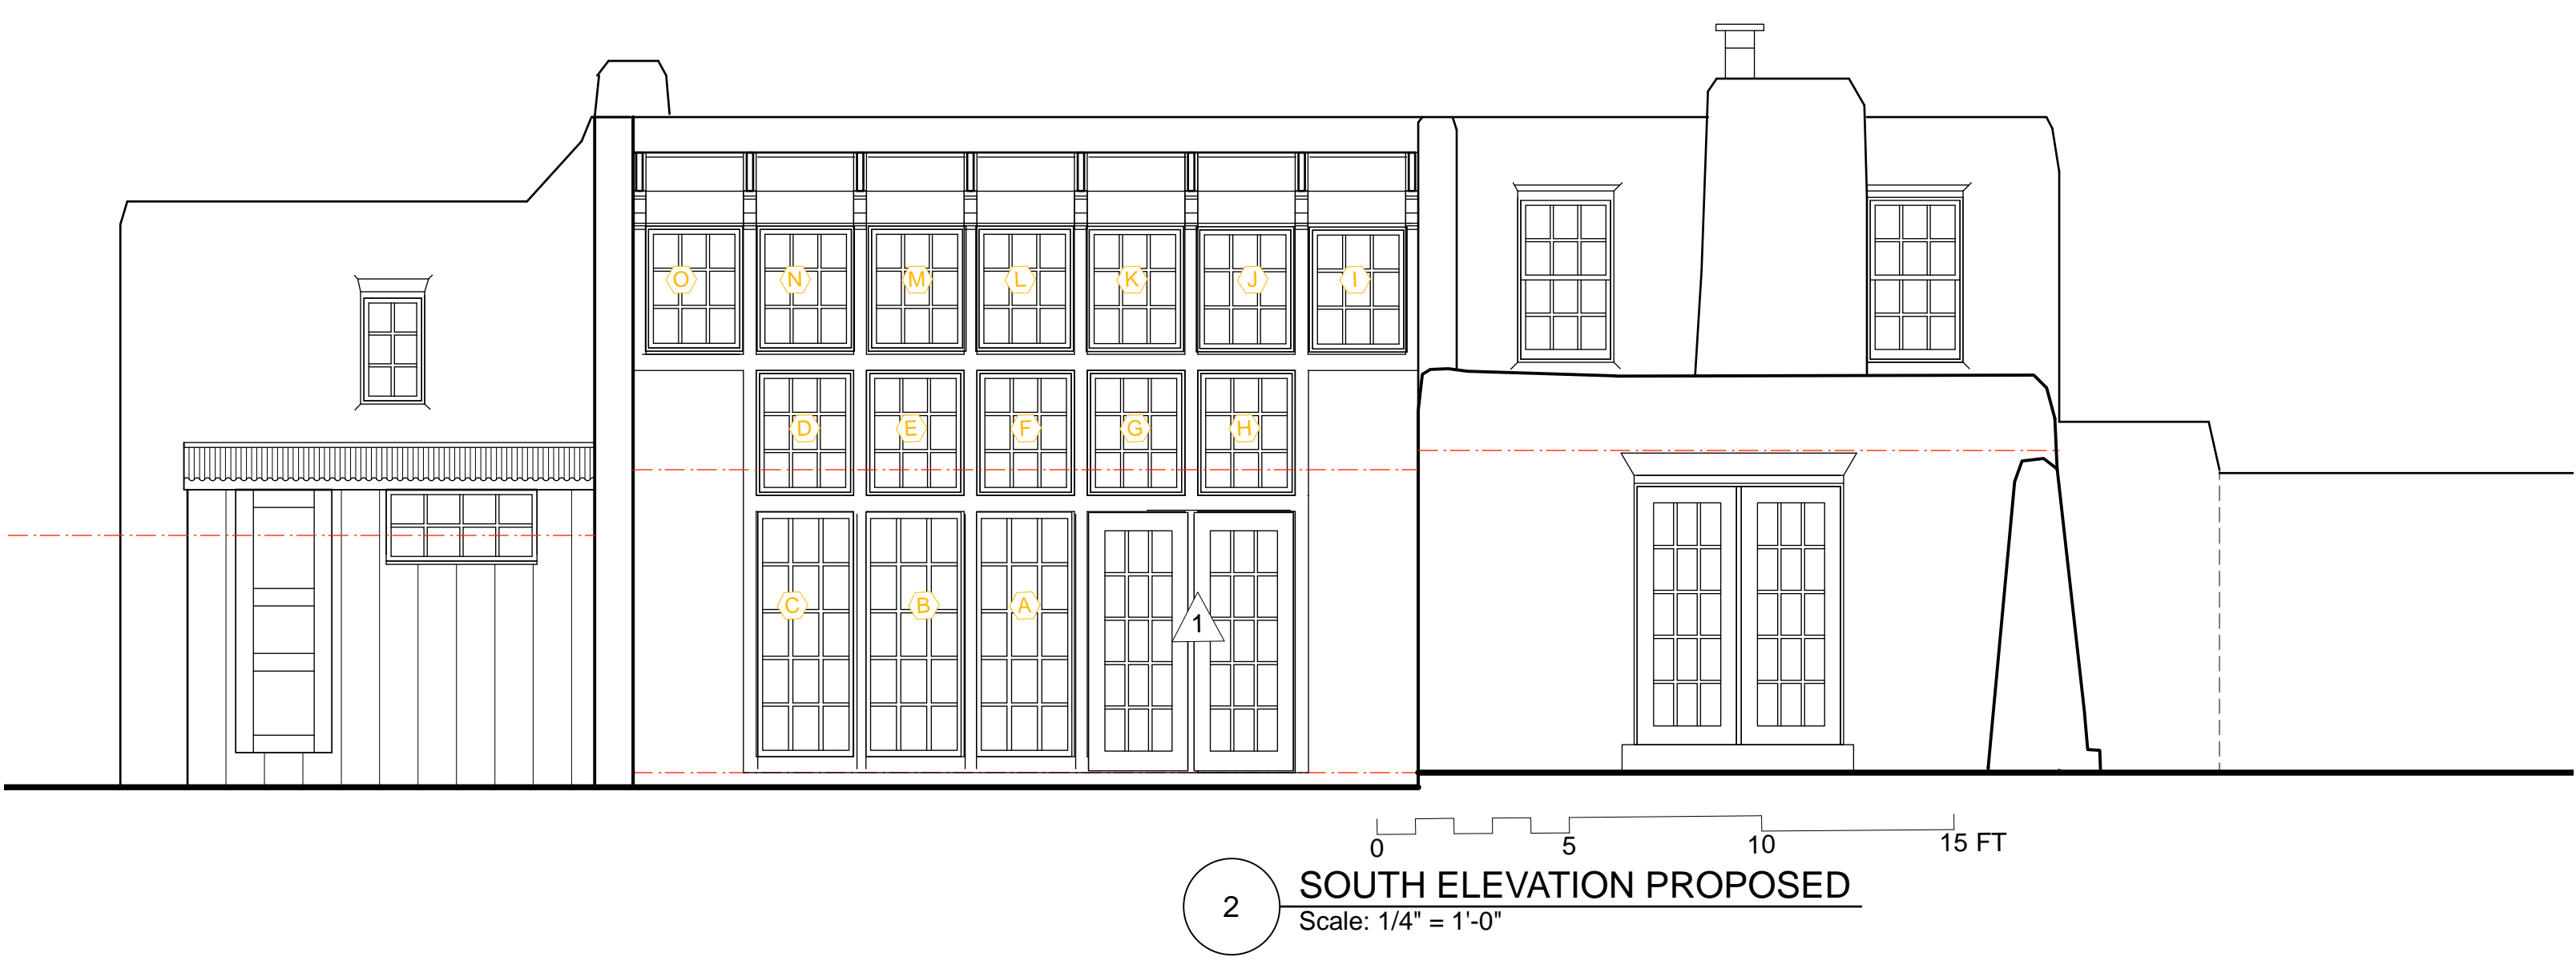 O N M L K J I
D E F G H
C B A 1
0 5 10 15 FT
2 SOUTH ELEVATION PROPOSED
Scale: 1/4" = 1'-0"